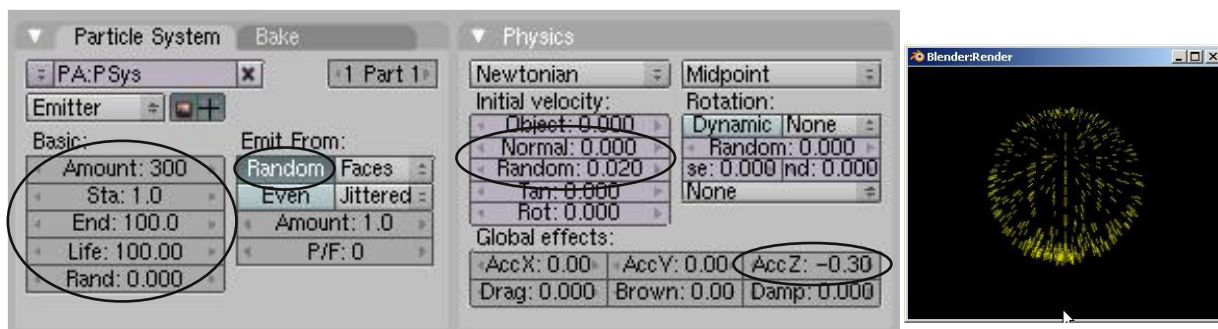 Particle System
Bake
PA:PSys
1 Part 1
Emitter
Basic:
Amount: 300
Sta: 1.0
End: 100.0
Life: 100.00
Rand: 0.000
Emit From:
Random Faces
Even Jittered
Amount: 1.0
P/F: 0
Physics
Newtonian
Midpoint
Initial velocity:
Object: 0.000
Normal: 0.000
Random: 0.020
Tan: 0.000
Rot: 0.000
Rotation:
Dynamic None
Random: 0.000
se: 0.000 nd: 0.000
None
Global effects:
AccX: 0.00 AccY: 0.00 AccZ: -0.30
Drag: 0.000 Brown: 0.00 Damp: 0.000
Blender:Render